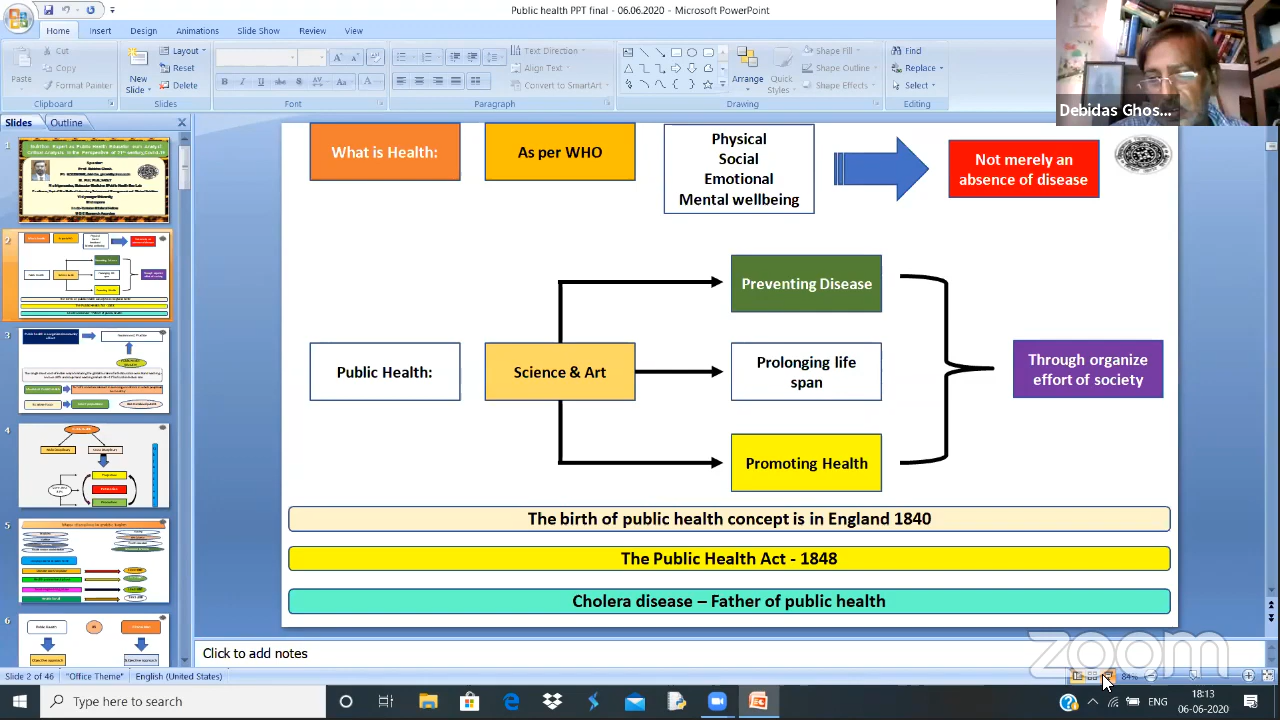 Public health PPT final - 06.06.2020 - Microsoft PowerPoint
Home Insert Design Animations Slide Show Review View
Cut
Copy
Format Painter
Paste
Clipboard
New
Slide
Layout
Reset
Delete
Slides
Font
Text Direction
Align Text
Convert to SmartArt
Paragraph
Arrange
Quick
Styles
Shape Fill
Shape Outline
Shape Effects
Drawing
Find
Replace
Select
Editing
Debidas Ghos...
Slides Outline
1
2
3
4
5
6
What is Health:
As per WHO
Physical
Social
Emotional
Mental wellbeing
Not merely an
absence of disease
Public Health:
Science & Art
Preventing Disease
Prolonging life
span
Promoting Health
Through organize
effort of society
The birth of public health concept is in England 1840
The Public Health Act - 1848
Cholera disease – Father of public health
Click to add notes
zoom
Slide 2 of 46 "Office Theme" English (United States)
84%
Type here to search
ENG
18:13
06-06-2020